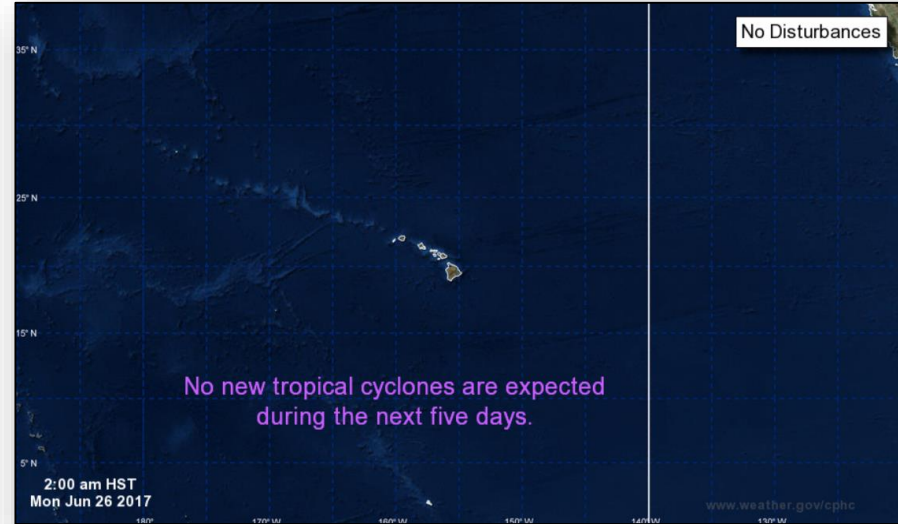 No Disturbances
35° N
25° N
15° N
No new tropical cyclones are expected
during the next five days.
5° N
2:00 am HST
Mon Jun 26 2017
www.weather.gov/cphc
180° 170° W 160° W 150° W 140° W 130° W